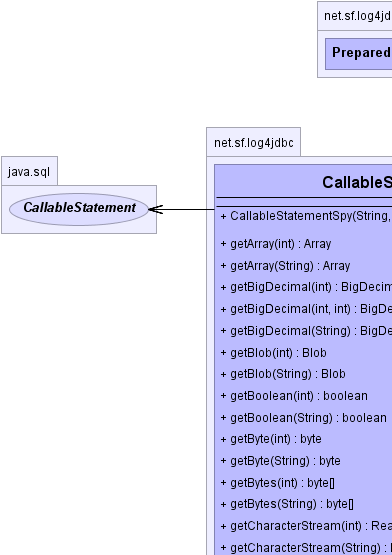 net.sf.log4jd
Prepared
net.sf.log4jdbc
java.sql
CallableStatement
CallableS
+ CallableStatementSpy(String,
+ getArray(int) : Array
+ getArray(String) : Array
+ getBigDecimal(int) : BigDecim
+ getBigDecimal(int, int) : BigDe
+ getBigDecimal(String) : BigDe
+ getBlob(int) : Blob
+ getBlob(String) : Blob
+ getBoolean(int) : boolean
+ getBoolean(String) : boolean
+ getByte(int) : byte
+ getByte(String) : byte
+ getBytes(int) : byte[]
+ getBytes(String) : byte[]
+ getCharacterStream(int) : Rea
+ getCharacterStream(String) :